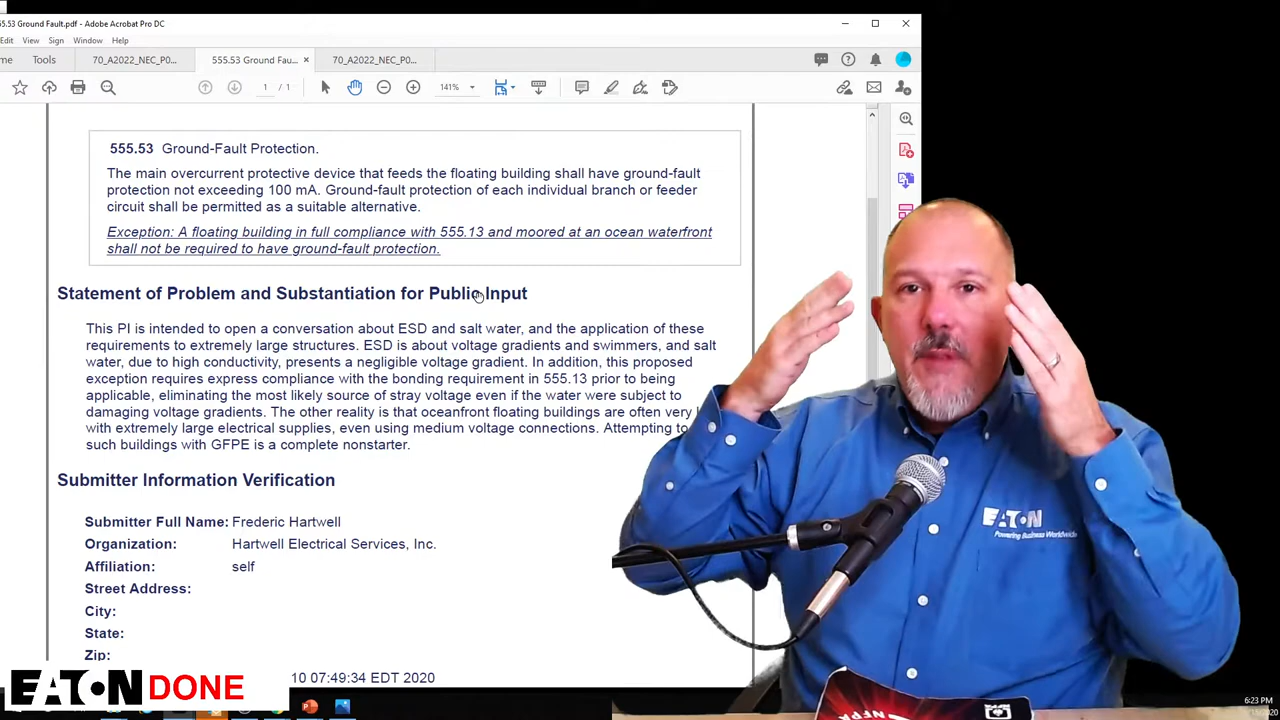 55.53 Ground Fault.pdf - Adobe Acrobat Pro DC
Edit View Sign Window Help
me Tools 70_A2022_NEC_P0... 555.53 Ground Fau... × 70_A2022_NEC_P0...
1 / 1 141%
555.53 Ground-Fault Protection.
The main overcurrent protective device that feeds the floating building shall have ground-fault
protection not exceeding 100 mA. Ground-fault protection of each individual branch or feeder
circuit shall be permitted as a suitable alternative.
Exception: A floating building in full compliance with 555.13 and moored at an ocean waterfront
shall not be required to have ground-fault protection.
Statement of Problem and Substantiation for Public Input
This PI is intended to open a conversation about ESD and salt water, and the application of these
requirements to extremely large structures. ESD is about voltage gradients and swimmers, and salt
water, due to high conductivity, presents a negligible voltage gradient. In addition, this proposed
exception requires express compliance with the bonding requirement in 555.13 prior to being
applicable, eliminating the most likely source of stray voltage even if the water were subject to
damaging voltage gradients. The other reality is that oceanfront floating buildings are often very
with extremely large electrical supplies, even using medium voltage connections. Attempting to
such buildings with GFPE is a complete nonstarter.
Submitter Information Verification
Submitter Full Name: Frederic Hartwell
Organization: Hartwell Electrical Services, Inc.
Affiliation: self
Street Address:
City:
State:
Zip:
10 07:49:34 EDT 2020
EATON
Powering Business Worldwide
EATON DONE
6:23 PM